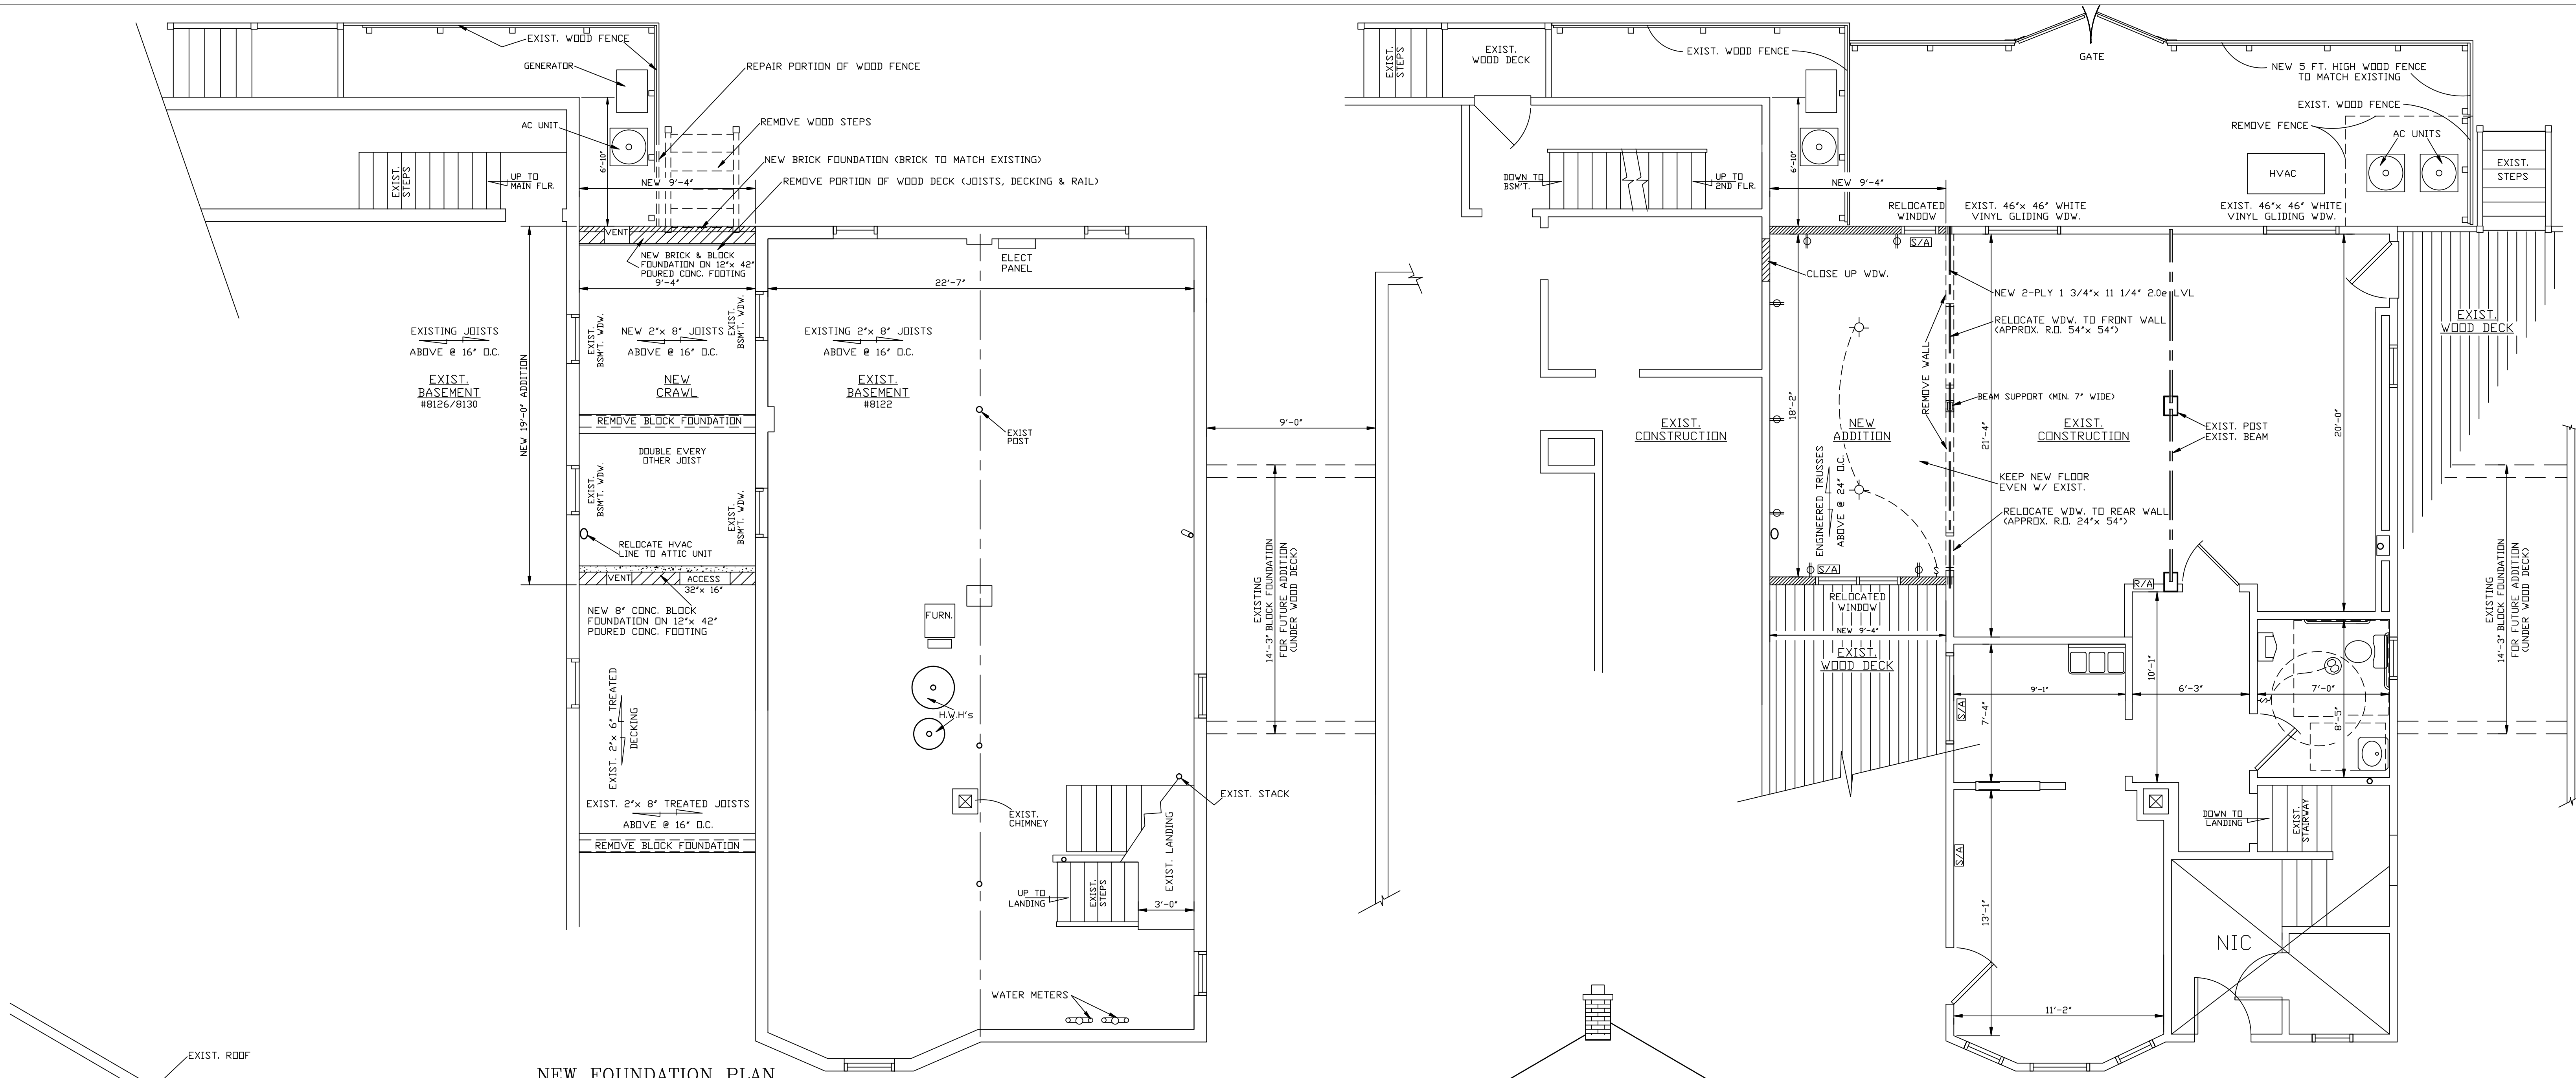 EXIST. WOOD FENCE
GENERATOR
REPAIR PORTION OF WOOD FENCE
AC UNIT
REMOVE WOOD STEPS
6'-10"
NEW BRICK FOUNDATION (BRICK TO MATCH EXISTING)
EXIST.
STEPS
UP TO
MAIN FLR.
NEW 9'-4"
REMOVE PORTION OF WOOD DECK (JOISTS, DECKING & RAIL)
VENT
NEW BRICK & BLOCK
FOUNDATION ON 12"x 42"
POURED CONC. FOOTING
ELECT
PANEL
9'-4"
22'-7"
EXISTING JOISTS
ABOVE @ 16" O.C.
EXIST.
BSM'T. WDW.
NEW 2"x 8" JOISTS
ABOVE @ 16" O.C.
EXIST.
BSM'T. WDW.
EXISTING 2"x 8" JOISTS
ABOVE @ 16" O.C.
NEW 19'-0" ADDITION
EXIST.
BASEMENT
#8126/8130
NEW
CRAWL
EXIST.
BASEMENT
#8122
REMOVE BLOCK FOUNDATION
EXIST
POST
9'-0"
DOUBLE EVERY
OTHER JOIST
EXIST.
BSM'T. WDW.
EXIST.
BSM'T. WDW.
RELOCATE HVAC
LINE TO ATTIC UNIT
VENT
ACCESS
32"x 16"
NEW 8" CONC. BLOCK
FOUNDATION ON 12"x 42"
POURED CONC. FOOTING
FURN.
EXISTING
14'-3" BLOCK FOUNDATION
FOR FUTURE ADDITION
(UNDER WOOD DECK)
EXIST. 2"x 6" TREATED
DECKING
H.W.H's
EXIST. 2"x 8" TREATED JOISTS
ABOVE @ 16" O.C.
REMOVE BLOCK FOUNDATION
EXIST.
CHIMNEY
EXIST. STACK
EXIST. LANDING
UP TO
LANDING
EXIST.
STEPS
3'-0"
WATER METERS
EXIST. ROOF
NEW FOUNDATION PLAN
EXIST.
STEPS
EXIST.
WOOD DECK
EXIST. WOOD FENCE
GATE
NEW 5 FT. HIGH WOOD FENCE
TO MATCH EXISTING
EXIST. WOOD FENCE
REMOVE FENCE
AC UNITS
6'-10"
HVAC
EXIST.
STEPS
DOWN TO
BSM'T.
UP TO
2ND FLR.
NEW 9'-4"
RELOCATED
WINDOW
EXIST. 46"x 46" WHITE
VINYL GLIDING WDW.
EXIST. 46"x 46" WHITE
VINYL GLIDING WDW.
S/A
CLOSE UP WDW.
NEW 2-PLY 1 3/4"x 11 1/4" 2.0e LVL
RELOCATE WDW. TO FRONT WALL
(APPROX. R.O. 54"x 54")
EXIST.
WOOD DECK
REMOVE WALL
BEAM SUPPORT (MIN. 7" WIDE)
18'-2"
EXIST.
CONSTRUCTION
NEW
ADDITION
21'-4"
EXIST.
CONSTRUCTION
EXIST. POST
EXIST. BEAM
20'-0"
ENGINEERED TRUSSES
ABOVE @ 24" O.C.
KEEP NEW FLOOR
EVEN W/ EXIST.
RELOCATE WDW. TO REAR WALL
(APPROX. R.O. 24"x 54")
S/A
S
R/A
RELOCATED
WINDOW
NEW 9'-4"
EXIST.
WOOD DECK
EXISTING
14'-3" BLOCK FOUNDATION
FOR FUTURE ADDITION
(UNDER WOOD DECK)
10'-1"
9'-1"
6'-3"
7'-0"
S
S/A
7'-4"
8'-5"
DOWN TO
LANDING
EXIST.
STAIRWAY
S/A
13'-1"
NIC
11'-2"